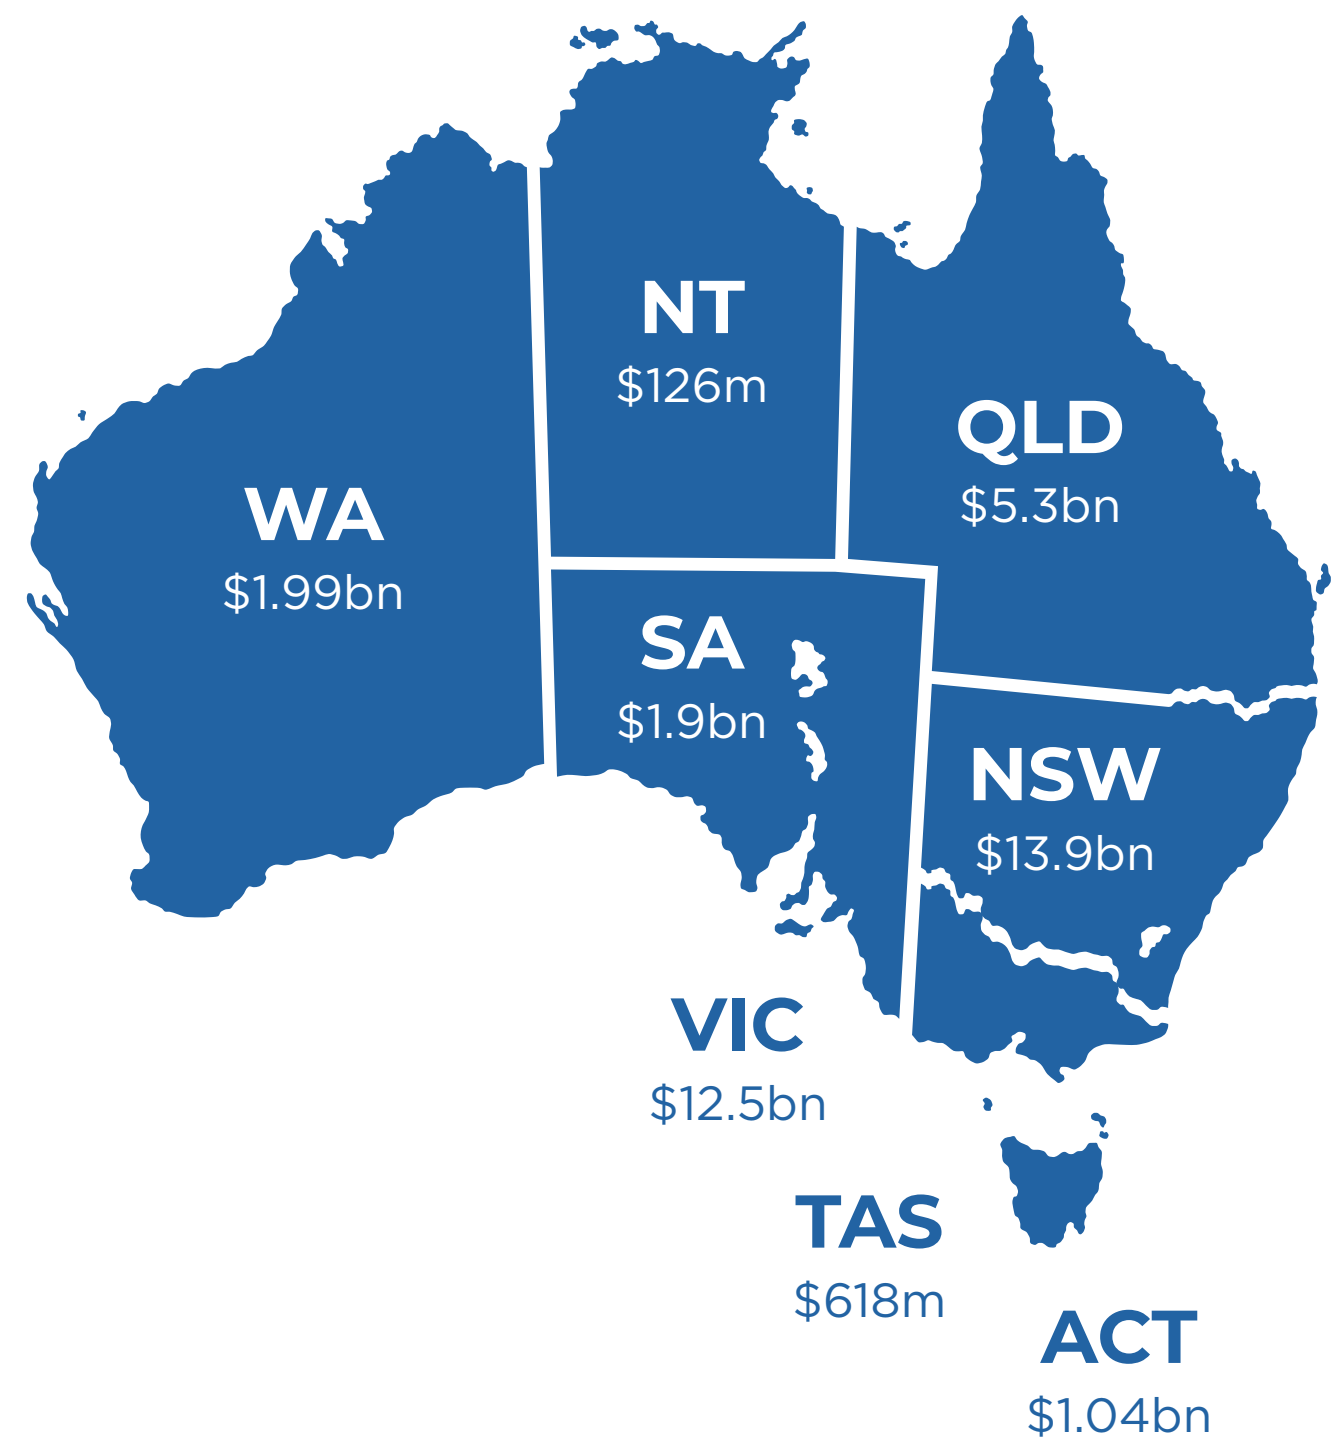 NT
$126m
QLD
$5.3bn
WA
$1.99bn
SA
$1.9bn
NSW
$13.9bn
VIC
$12.5bn
TAS
$618m
ACT
$1.04bn